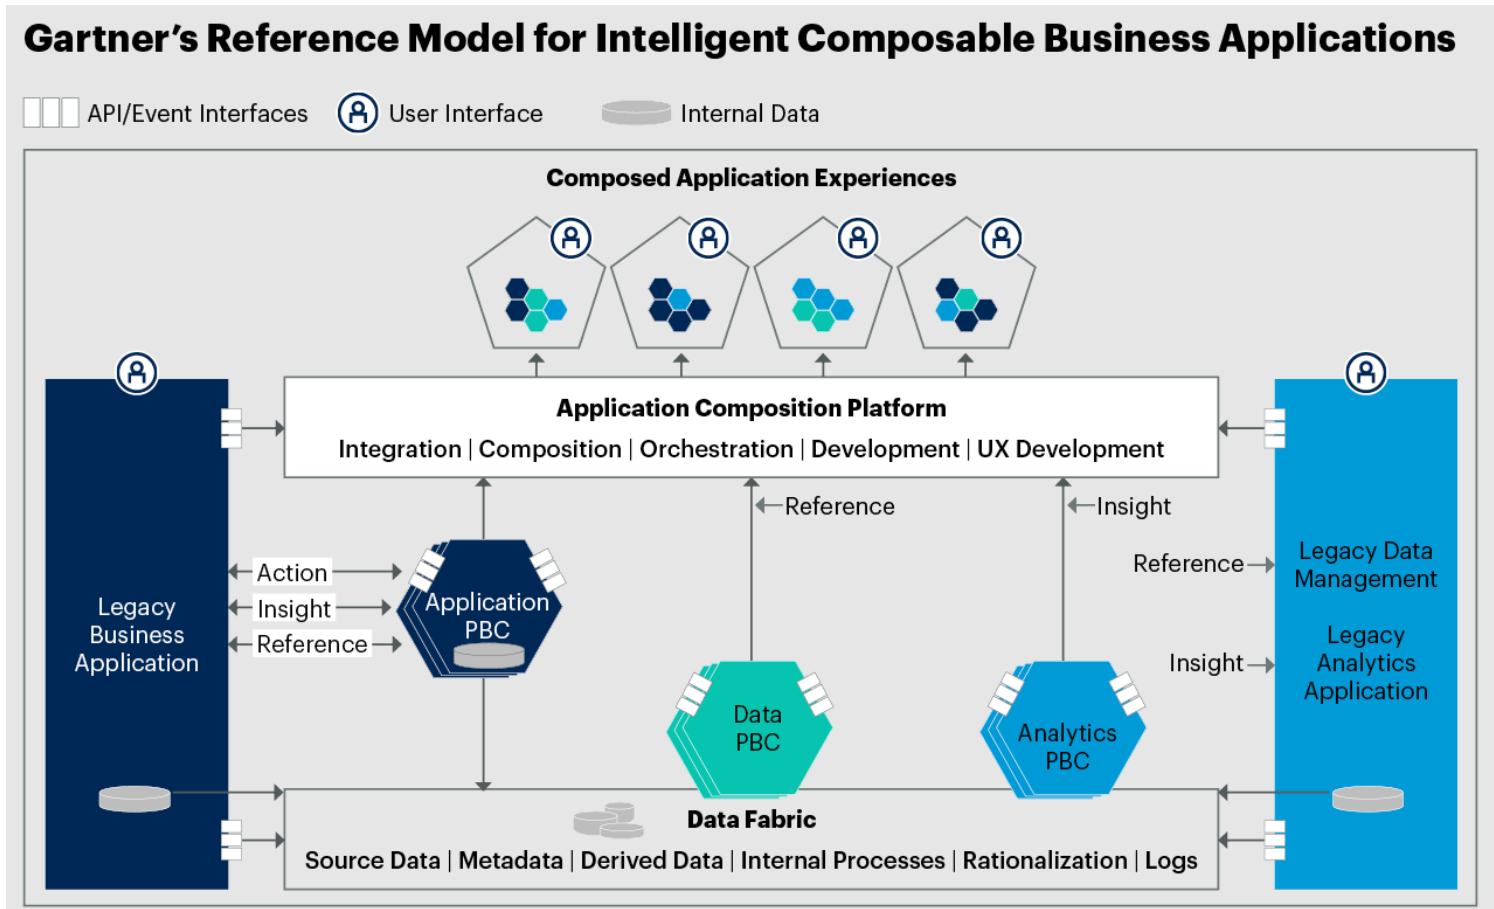 Gartner’s Reference Model for Intelligent Composable Business Applications
API/Event Interfaces
User Interface
Internal Data
Composed Application Experiences
Application Composition Platform
Integration | Composition | Orchestration | Development | UX Development
Reference
Insight
Action
Insight
Reference
Legacy
Business
Application
Application
PBC
Data
PBC
Analytics
PBC
Reference
Insight
Legacy Data
Management
Legacy
Analytics
Application
Data Fabric
Source Data | Metadata | Derived Data | Internal Processes | Rationalization | Logs